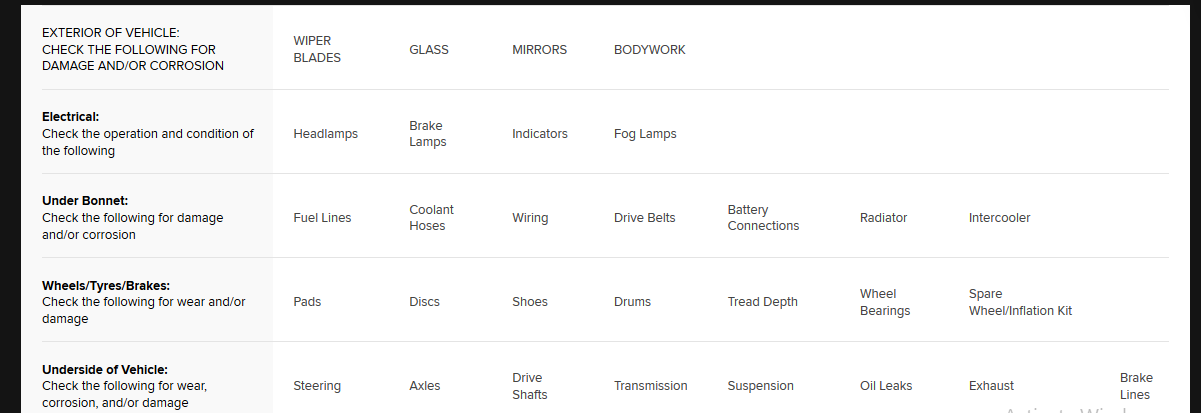 EXTERIOR OF VEHICLE:
CHECK THE FOLLOWING FOR
DAMAGE AND/OR CORROSION
WIPER
BLADES
GLASS
MIRRORS
BODYWORK
Electrical:
Check the operation and condition of
the following
Headlamps
Brake
Lamps
Indicators
Fog Lamps
Under Bonnet:
Check the following for damage
and/or corrosion
Fuel Lines
Coolant
Hoses
Wiring
Drive Belts
Battery
Connections
Radiator
Intercooler
Wheels/Tyres/Brakes:
Check the following for wear and/or
damage
Pads
Discs
Shoes
Drums
Tread Depth
Wheel
Bearings
Spare
Wheel/Inflation Kit
Underside of Vehicle:
Check the following for wear,
corrosion, and/or damage
Steering
Axles
Drive
Shafts
Transmission
Suspension
Oil Leaks
Exhaust
Brake
Lines